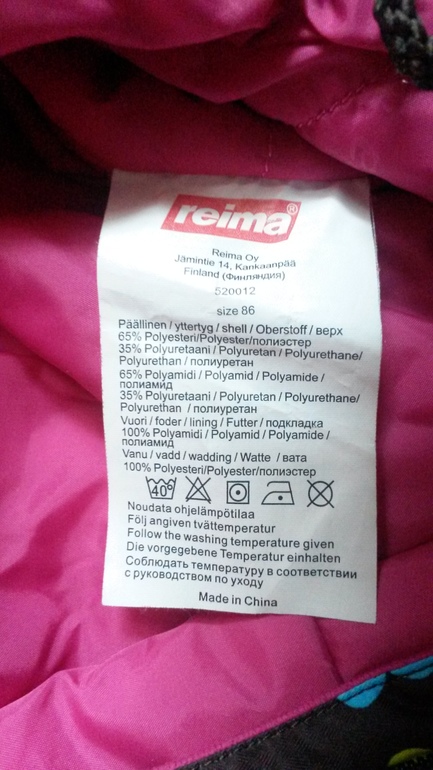 reima®
Reima Oy
Jämintie 14, Kankaanpää
Finland (Финляндия)
520012
size 86
Päällinen / yttertyg / shell / Oberstoff / верх
65% Polyesteri/Polyester/полиэстер
35% Polyuretaani / Polyuretan / Polyurethane/
Polyurethan / полиуретан
65% Polyamidi / Polyamid / Polyamide /
полиамид
35% Polyuretaani / Polyuretan / Polyurethane/
Polyurethan / полиуретан
Vuori / foder / lining / Futter / подкладка
100% Polyamidi / Polyamid / Polyamide /
полиамид
Vanu / vadd / wadding / Watte / вата
100% Polyesteri/Polyester/полиэстер
40°
Noudata ohjelämpötilaa
Följ angiven tvättemperatur
Follow the washing temperature given
Die vorgegebene Temperatur einhalten
Соблюдать температуру в соответствии
с руководством по уходу
Made in China